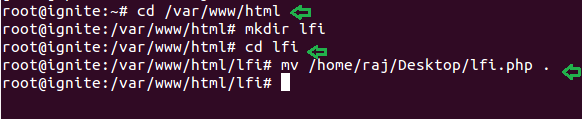 root@ignite:~# cd /var/www/html
root@ignite:/var/www/html# mkdir lfi
root@ignite:/var/www/html# cd lfi
root@ignite:/var/www/html/lfi# mv /home/raj/Desktop/lfi.php .
root@ignite:/var/www/html/lfi#